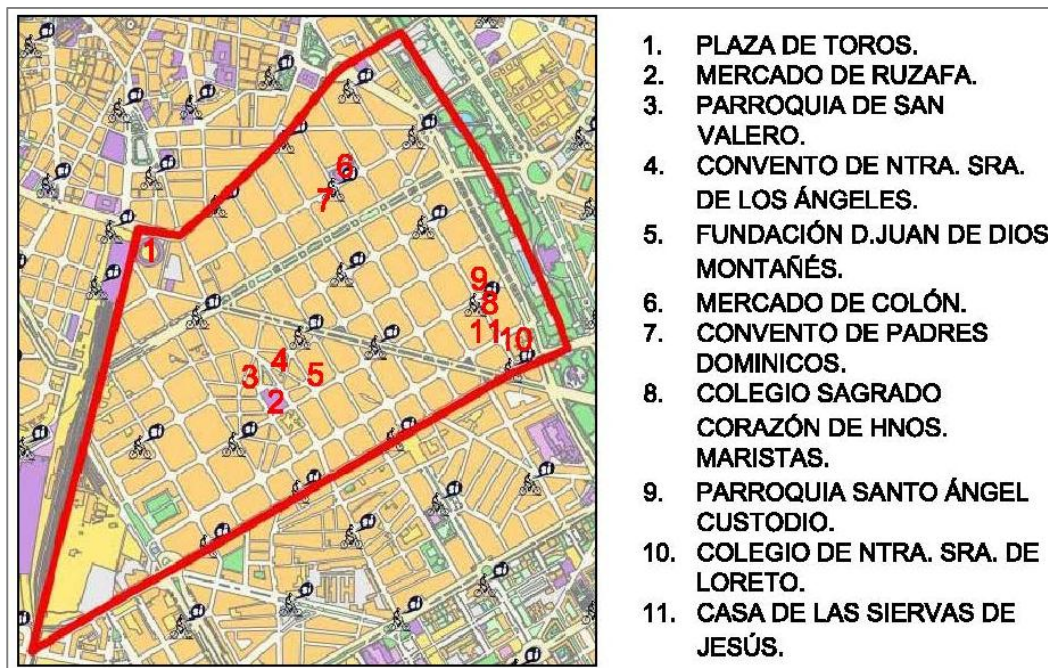 6
7
1
9
8
11
10
4
3
5
2
1. PLAZA DE TOROS.
2. MERCADO DE RUZAFA.
3. PARROQUIA DE SAN
VALERO.
4. CONVENTO DE NTRA. SRA.
DE LOS ÁNGELES.
5. FUNDACIÓN D.JUAN DE DIOS
MONTAÑÉS.
6. MERCADO DE COLÓN.
7. CONVENTO DE PADRES
DOMINICOS.
8. COLEGIO SAGRADO
CORAZÓN DE HNOS.
MARISTAS.
9. PARROQUIA SANTO ÁNGEL
CUSTODIO.
10. COLEGIO DE NTRA. SRA. DE
LORETO.
11. CASA DE LAS SIERVAS DE
JESÚS.